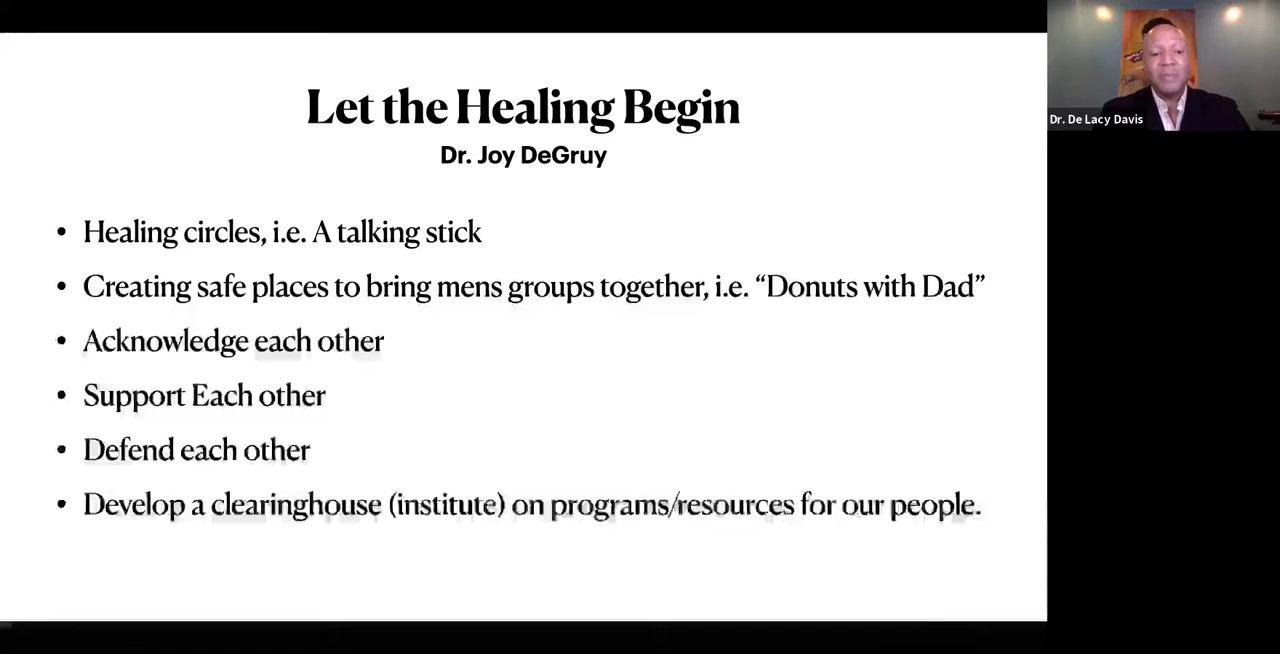 Let the Healing Begin
Dr. Joy DeGruy
• Healing circles, i.e. A talking stick
• Creating safe places to bring mens groups together, i.e. “Donuts with Dad”
• Acknowledge each other
• Support Each other
• Defend each other
• Develop a clearinghouse (institute) on programs/resources for our people.
Dr. De Lacy Davis